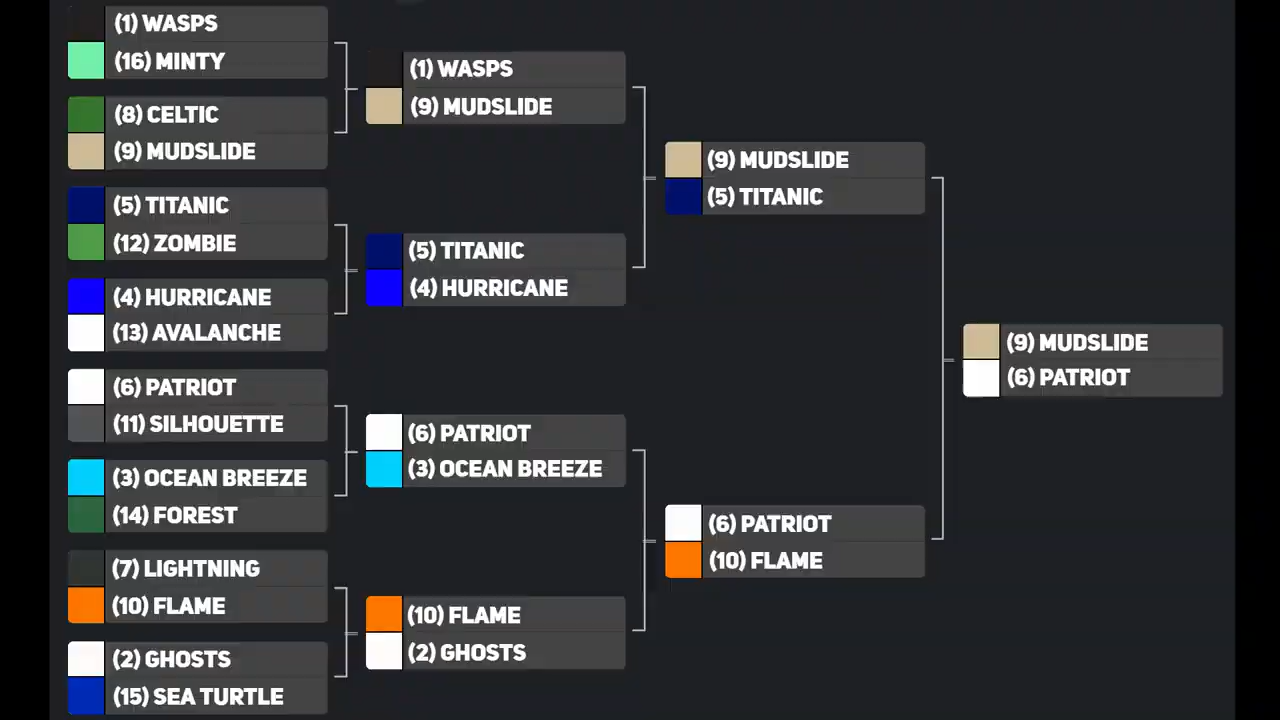 (1) WASPS
(16) MINTY
(8) CELTIC
(9) MUDSLIDE
(5) TITANIC
(12) ZOMBIE
(4) HURRICANE
(13) AVALANCHE
(6) PATRIOT
(11) SILHOUETTE
(3) OCEAN BREEZE
(14) FOREST
(7) LIGHTNING
(10) FLAME
(2) GHOSTS
(15) SEA TURTLE
(1) WASPS
(9) MUDSLIDE
(5) TITANIC
(4) HURRICANE
(6) PATRIOT
(3) OCEAN BREEZE
(10) FLAME
(2) GHOSTS
(9) MUDSLIDE
(5) TITANIC
(6) PATRIOT
(10) FLAME
(9) MUDSLIDE
(6) PATRIOT